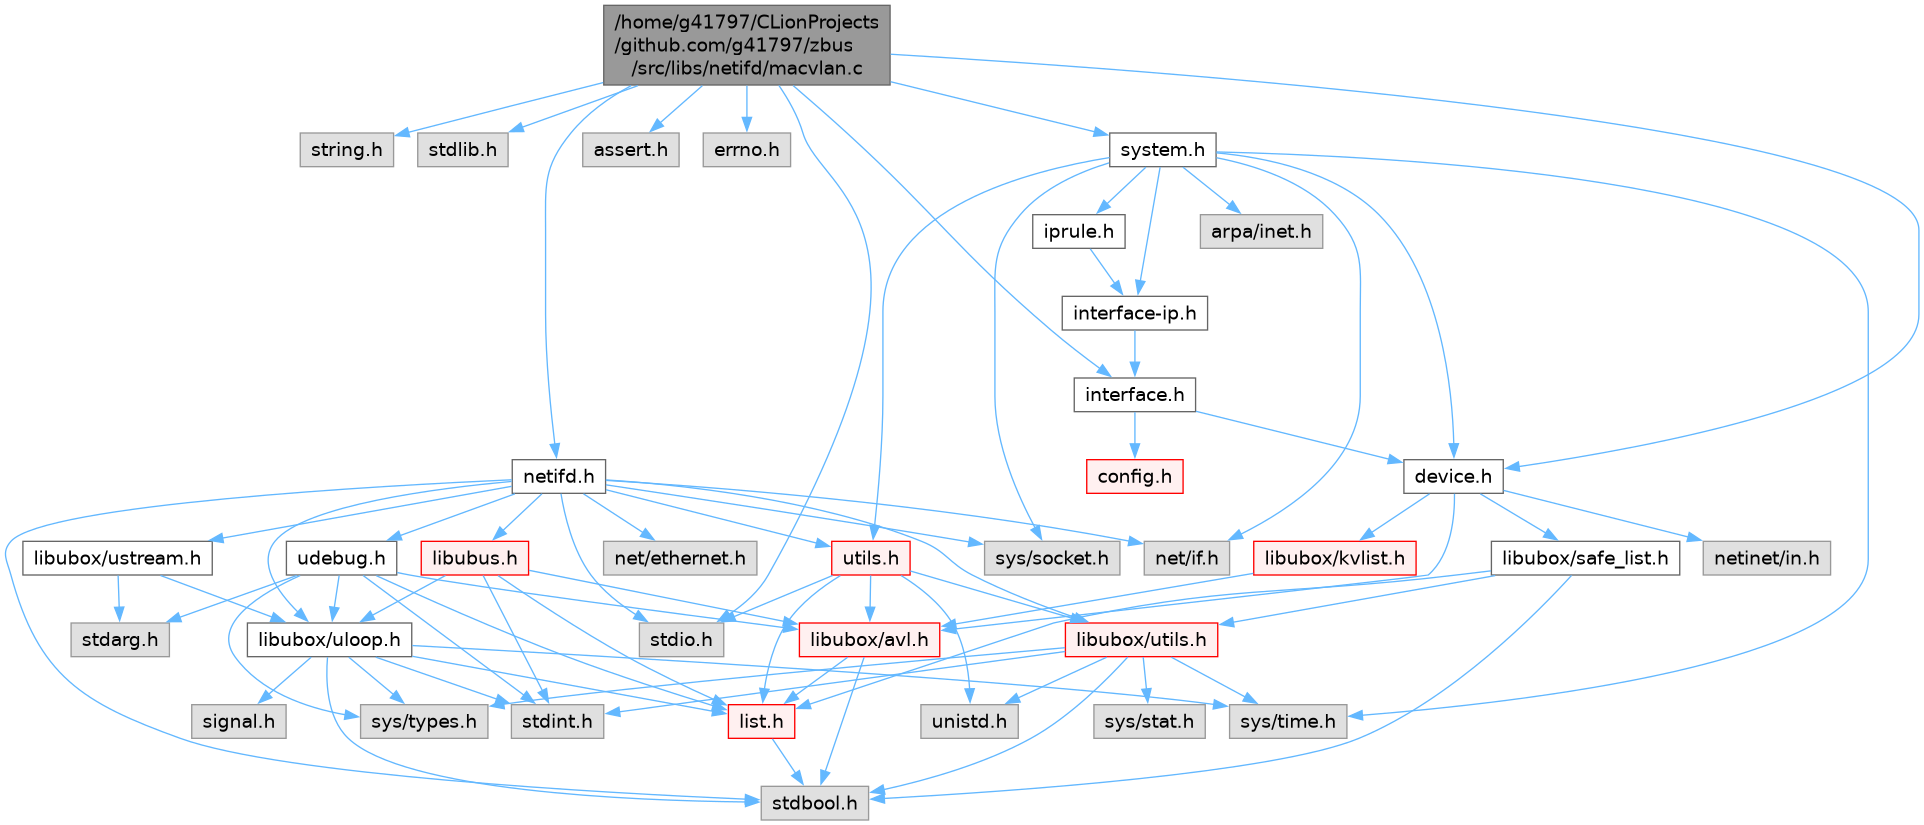 /home/g41797/CLionProjects
/github.com/g41797/zbus
/src/libs/netifd/macvlan.c
string.h
stdlib.h
assert.h
errno.h
system.h
iprule.h
arpa/inet.h
interface-ip.h
interface.h
netifd.h
config.h
device.h
libubox/ustream.h
udebug.h
libubus.h
net/ethernet.h
utils.h
sys/socket.h
net/if.h
libubox/kvlist.h
libubox/safe_list.h
netinet/in.h
stdarg.h
libubox/uloop.h
stdio.h
libubox/avl.h
libubox/utils.h
signal.h
sys/types.h
stdint.h
list.h
unistd.h
sys/stat.h
sys/time.h
stdbool.h